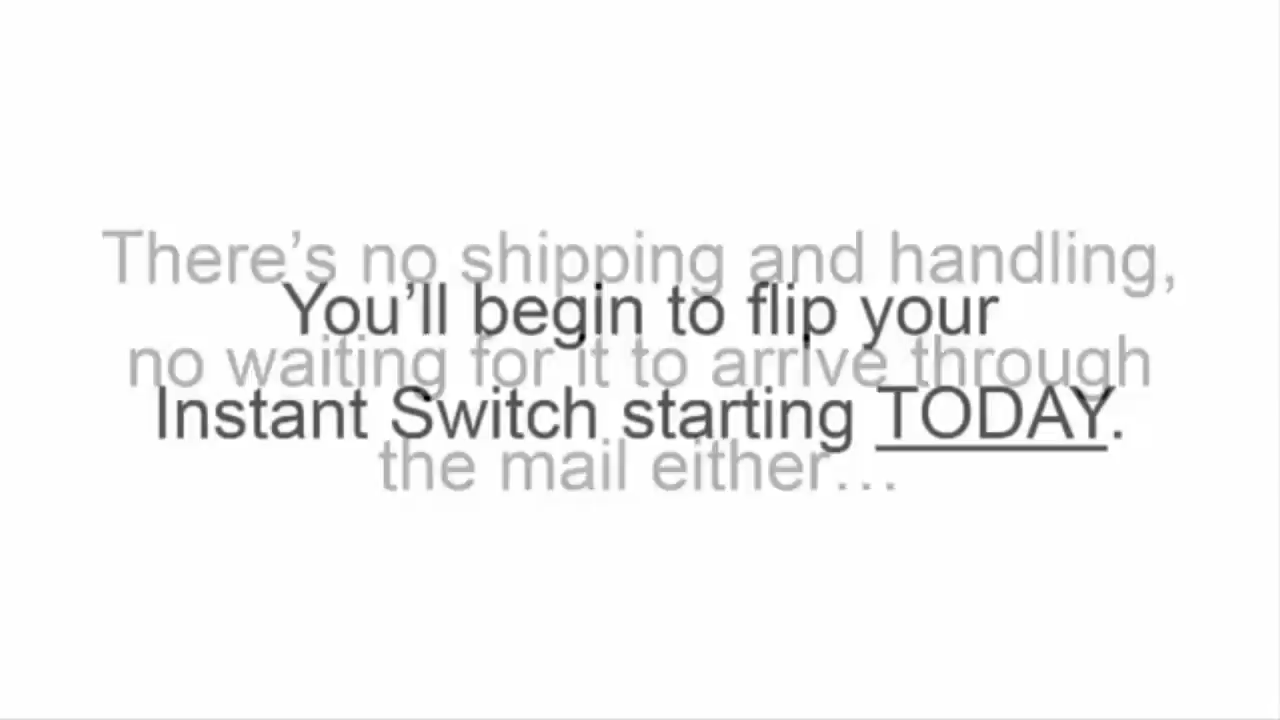 There's no shipping and handling,
no waiting for it to arrive through
the mail either…
You'll begin to flip your
Instant Switch starting TODAY.